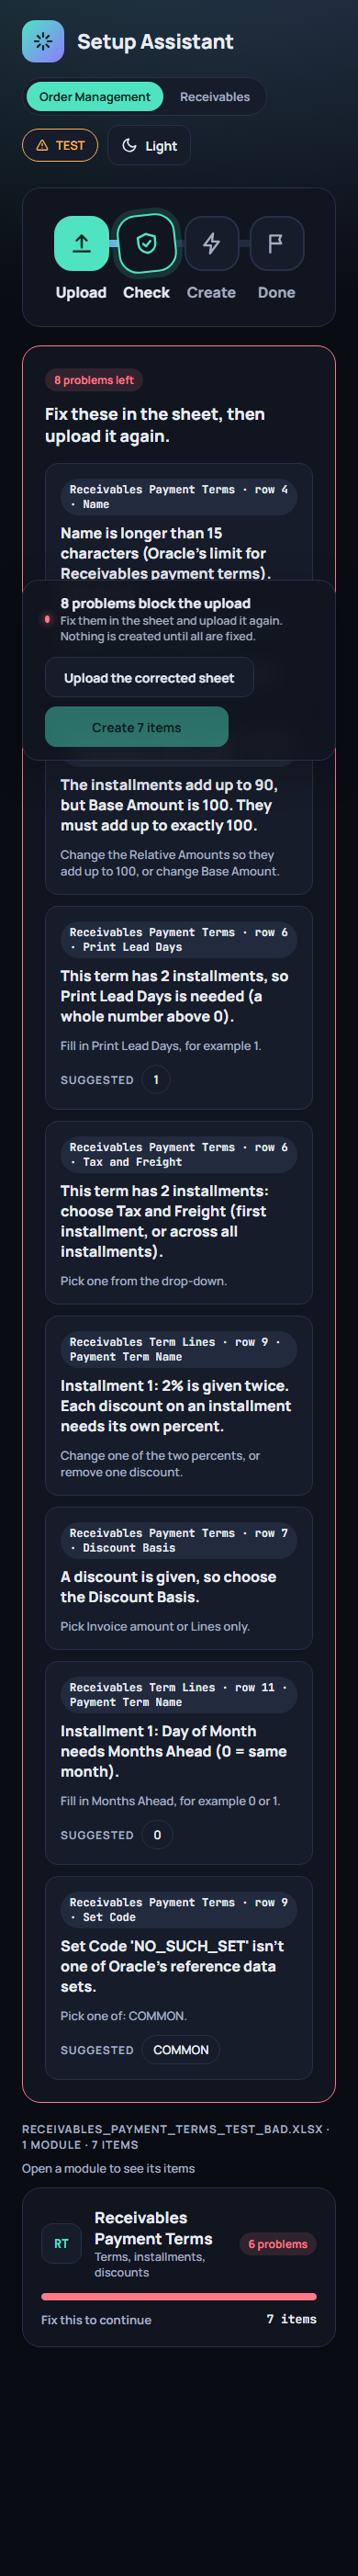 Setup Assistant
Order Management
Receivables
TEST
Light
Upload
Check
Create
Done
8 problems left
Fix these in the sheet, then
upload it again.
Receivables Payment Terms · row 4
· Name
Name is longer than 15
characters (Oracle's limit for
Receivables payment terms).
8 problems block the upload
Fix them in the sheet and upload it again.
Nothing is created until all are fixed.
Upload the corrected sheet
Create 7 items
The installments add up to 90,
but Base Amount is 100. They
must add up to exactly 100.
Change the Relative Amounts so they
add up to 100, or change Base Amount.
Receivables Payment Terms · row 6
· Print Lead Days
This term has 2 installments, so
Print Lead Days is needed (a
whole number above 0).
Fill in Print Lead Days, for example 1.
SUGGESTED 1
Receivables Payment Terms · row 6
· Tax and Freight
This term has 2 installments:
choose Tax and Freight (first
installment, or across all
installments).
Pick one from the drop-down.
Receivables Term Lines · row 9 ·
Payment Term Name
Installment 1: 2% is given twice.
Each discount on an installment
needs its own percent.
Change one of the two percents, or
remove one discount.
Receivables Payment Terms · row 7
· Discount Basis
A discount is given, so choose
the Discount Basis.
Pick Invoice amount or Lines only.
Receivables Term Lines · row 11 ·
Payment Term Name
Installment 1: Day of Month
needs Months Ahead (0 = same
month).
Fill in Months Ahead, for example 0 or 1.
SUGGESTED 0
Receivables Payment Terms · row 9
· Set Code
Set Code 'NO_SUCH_SET' isn't
one of Oracle's reference data
sets.
Pick one of: COMMON.
SUGGESTED COMMON
RECEIVABLES_PAYMENT_TERMS_TEST_BAD.XLSX ·
1 MODULE · 7 ITEMS
Open a module to see its items
RT
Receivables
Payment Terms
Terms, installments,
discounts
6 problems
Fix this to continue
7 items